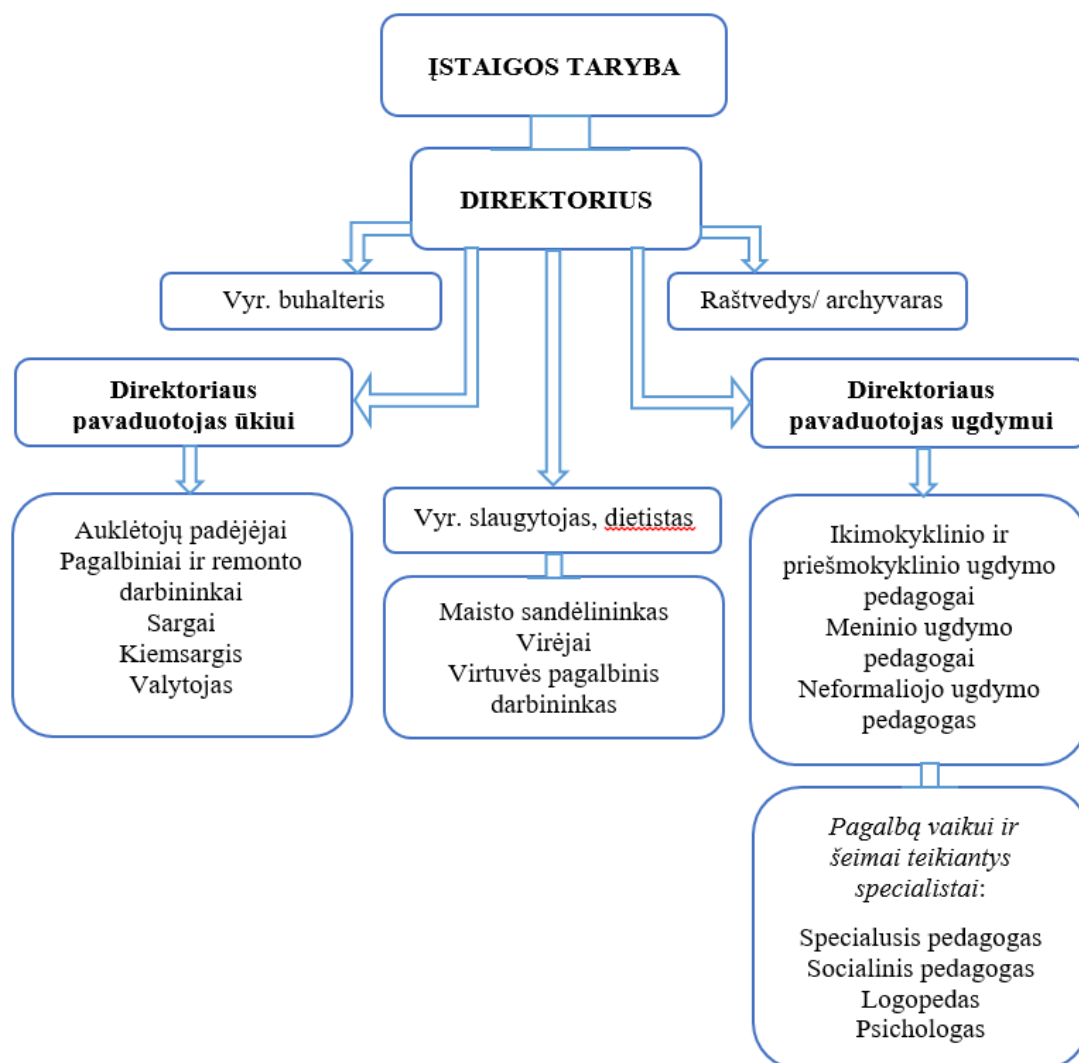 ĮSTAIGOS TARYBA
DIREKTORIUS
Vyr. buhalteris
Raštvedys/ archyvaras
Direktoriaus
pavaduotojas ūkiui
Direktoriaus
pavaduotojas ugdymui
Auklėtojų padėjėjai
Pagalbiniai ir remonto
darbininkai
Sargai
Kiemsargis
Valytojas
Vyr. slaugytojas, dietistas
Maisto sandėlininkas
Virėjai
Virtuvės pagalbinis
darbininkas
Ikimokyklinio ir
priešmokyklinio ugdymo
pedagogai
Meninio ugdymo
pedagogai
Neformaliojo ugdymo
pedagogas
Pagalbą vaikui ir
šeimai teikiantys
specialistai:
Specialusis pedagogas
Socialinis pedagogas
Logopedas
Psichologas